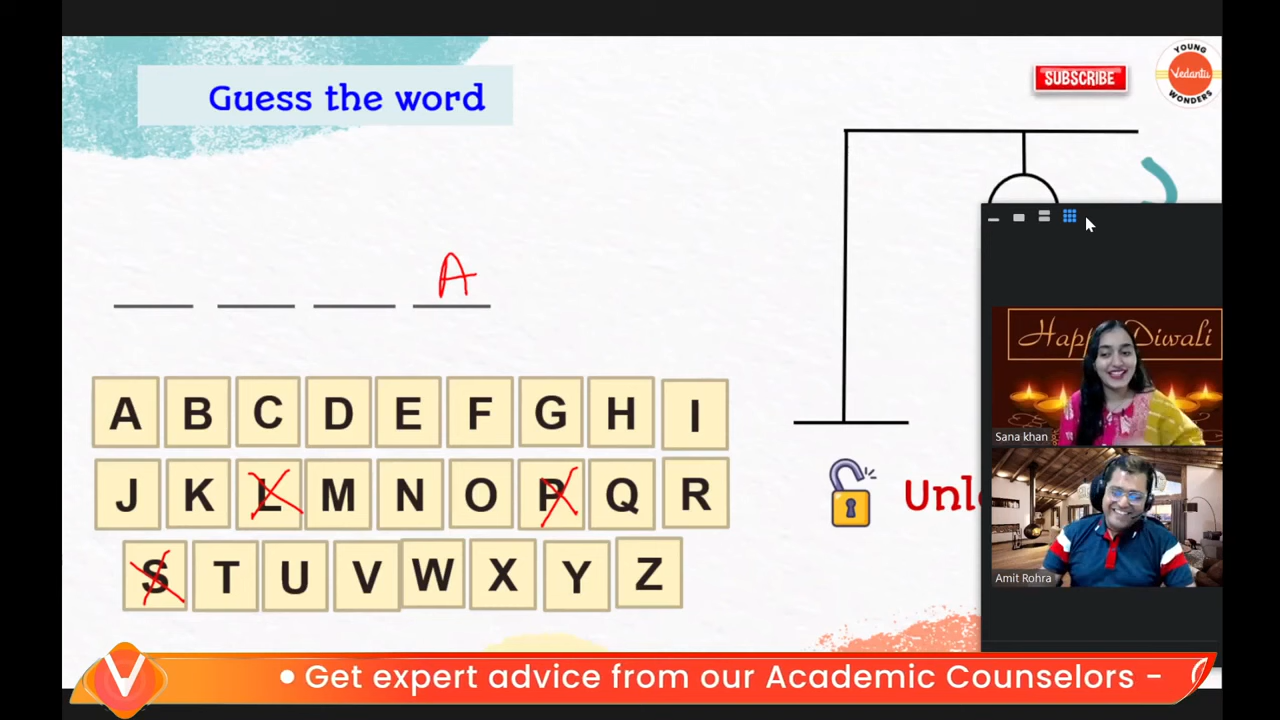 Guess the word
SUBSCRIBE
YOUNG
Vedantu
WONDERS
A
A B C D E F G H I
J K L M N O P Q R
S T U V W X Y Z
Happy Diwali
Sana khan
Amit Rohra
• Get expert advice from our Academic Counselors -